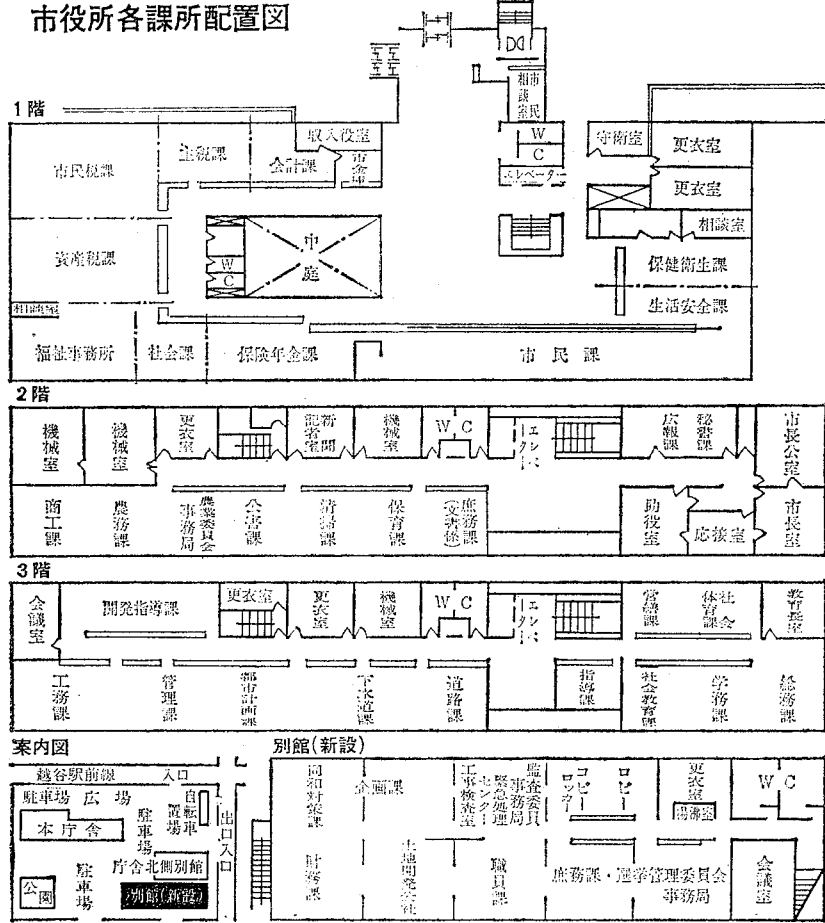 市役所各課所配置図
1階
市民相談室
収入役室
市民税課
主税課
会計課
市金庫
W
C
エレベーター
守衛室
更衣室
更衣室
相談室
中庭
W
C
資産税課
保健衛生課
生活安全課
相談室
福祉事務所
社会課
保険年金課
市民課
2階
機械室
機械室
更衣室
新聞記者室
機械室
W C
エレベーター
広報課
秘書課
市長公室
商工課
農務課
農業委員会事務局
公害課
清掃課
保育課
庶務課(文書係)
助役室
応接室
市長室
3階
会議室
開発指導課
更衣室
更衣室
機械室
W C
エレベーター
営繕課
社会体育課
教育長室
工務課
管理課
都市計画課
下水道課
道路課
指導課
社会教育課
学務課
総務課
案内図
越谷駅前線
入口
駐車場
広場
自転車置場
本庁舎
駐車場
出口入口
庁舎北側別館
公園
駐車場
別館(新設)
別館(新設)
同和対策課
企画課
工事検査室
緊急処理センター
監査委員事務局
コピー
ロッカー
ロビー
更衣室
湯沸室
W C
財務課
土地開発公社
職員課
庶務課・選挙管理委員会事務局
会議室